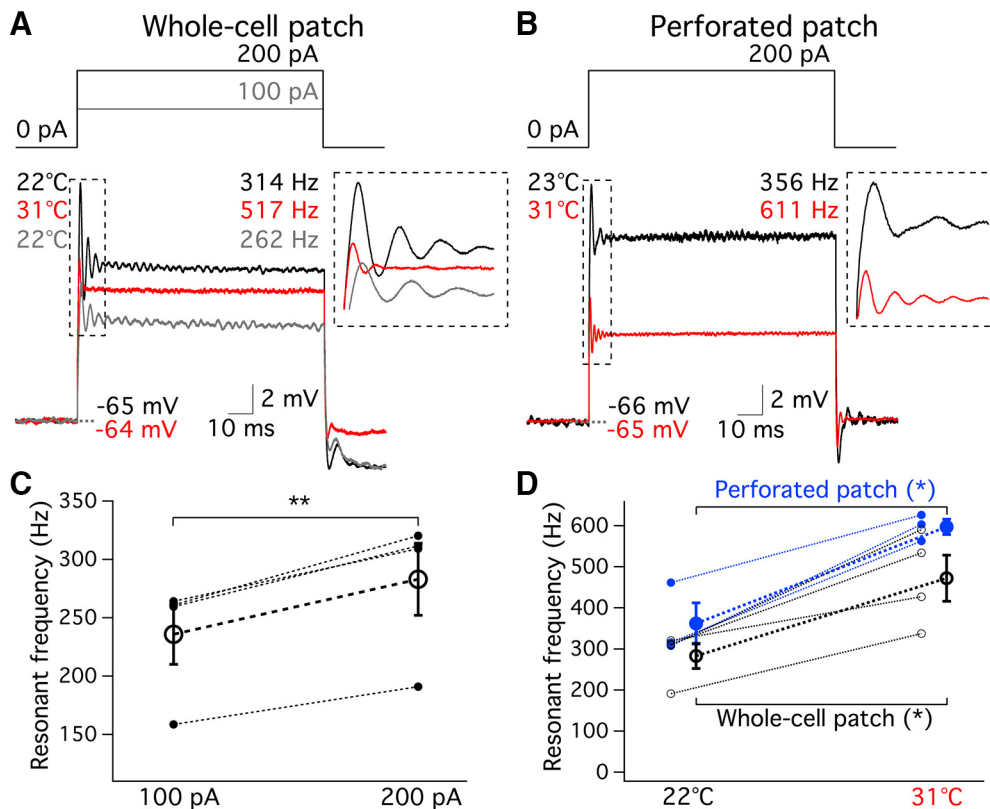 A
Whole-cell patch
200 pA
100 pA
0 pA
22°C
31°C
22°C
314 Hz
517 Hz
262 Hz
-65 mV
-64 mV
2 mV
10 ms
B
Perforated patch
200 pA
0 pA
23°C
31°C
356 Hz
611 Hz
-66 mV
-65 mV
2 mV
10 ms
C
Resonant frequency (Hz)
350
300
250
200
150
**
100 pA
200 pA
D
Resonant frequency (Hz)
600
500
400
300
200
100
0
Perforated patch (*)
Whole-cell patch (*)
22°C
31°C